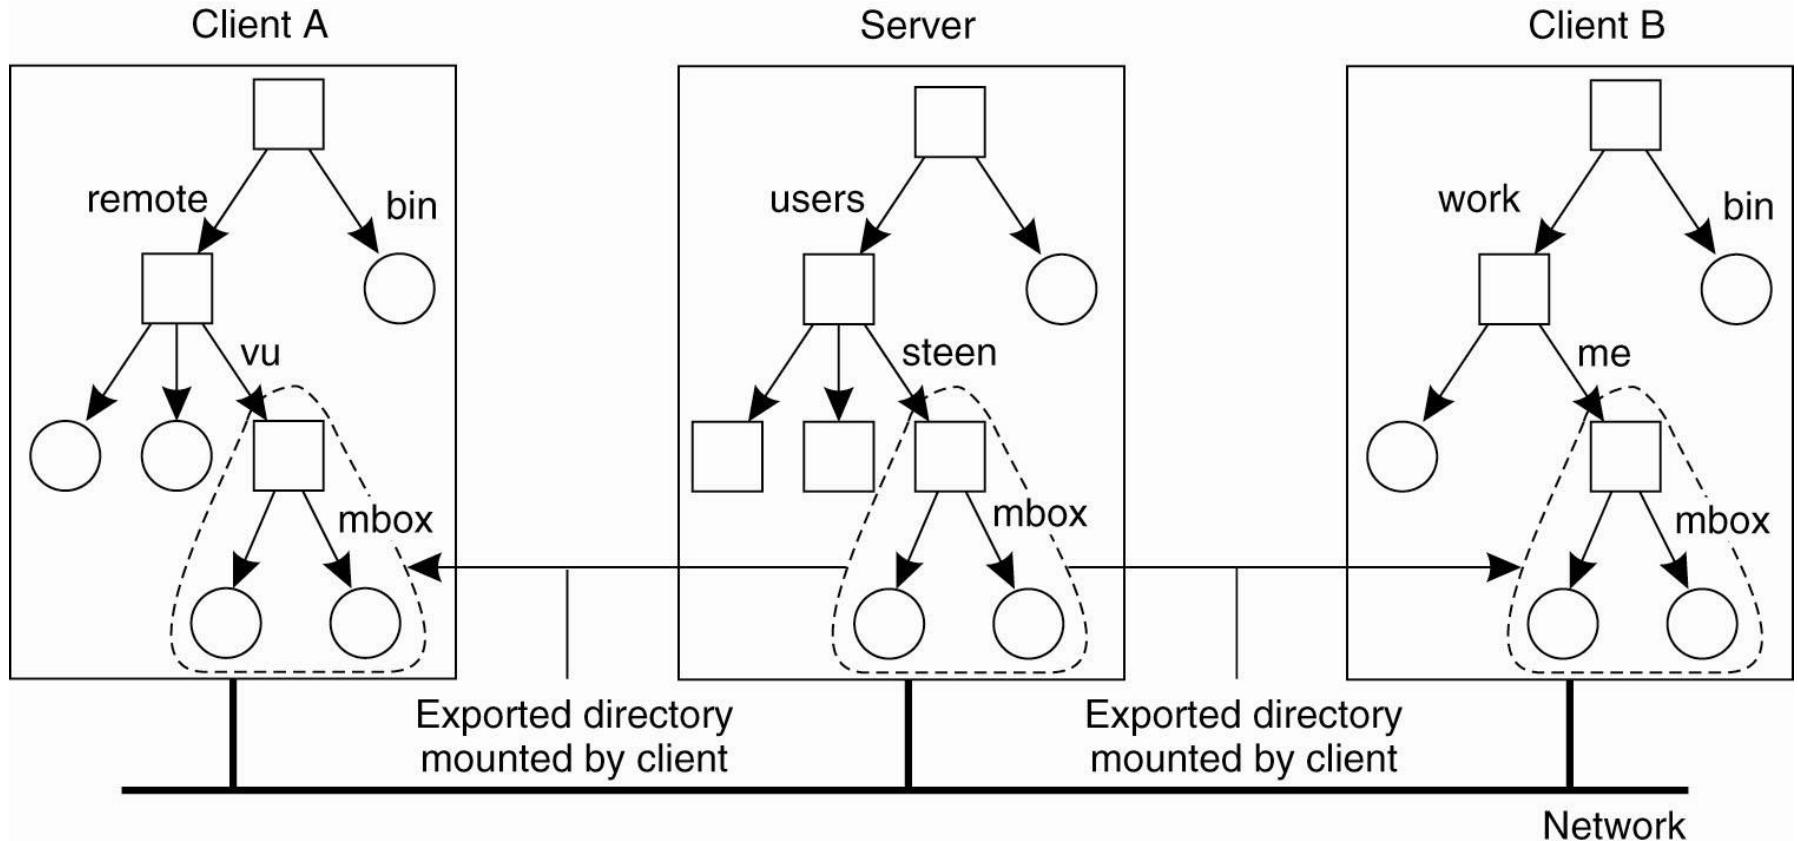 Client A
Server
Client B
remote
bin
users
work
bin
vu
steen
me
mbox
mbox
mbox
Exported directory
mounted by client
Exported directory
mounted by client
Network